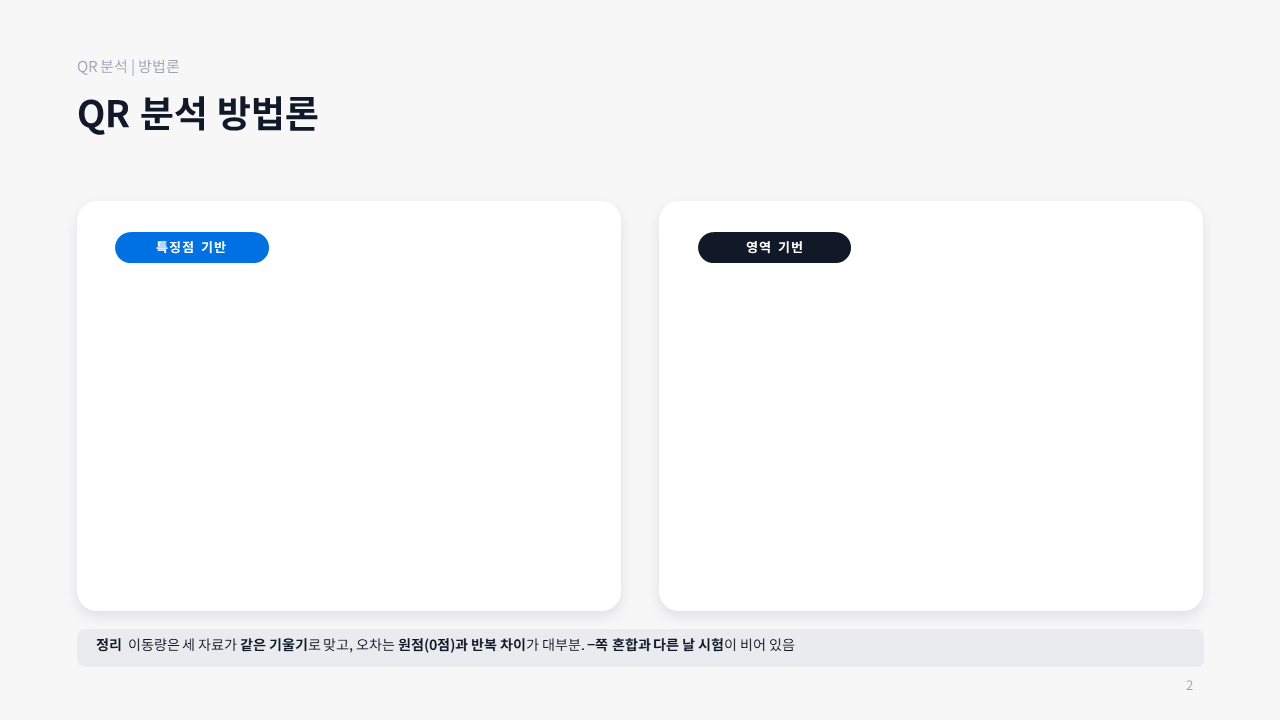 QR 분석 | 방법론
QR 분석 방법론
특징점 기반
영역 기번
정리 이동량은 세 자료가 같은 기울기로 맞고, 오차는 원점(0점)과 반복 차이가 대부분. −쪽 혼합과 다른 날 시험이 비어 있음
2